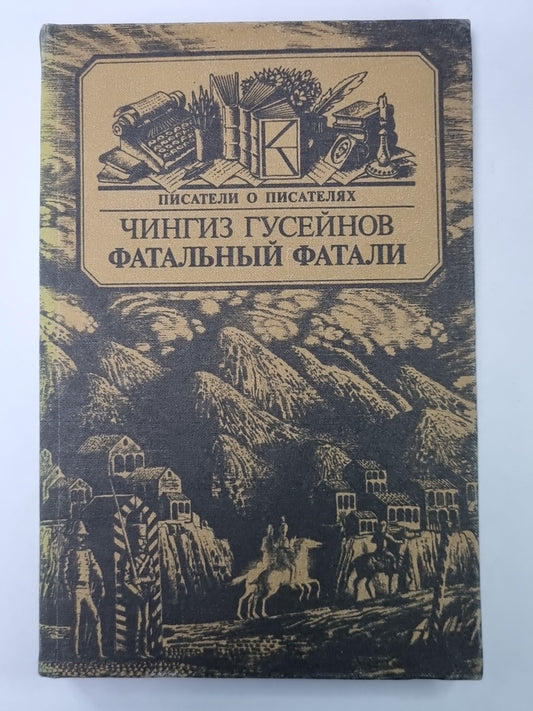 ПИСАТЕЛИ О ПИСАТЕЛЯХ
ЧИНГИЗ ГУСЕЙНОВ
ФАТАЛЬНЫЙ ФАТАЛИ